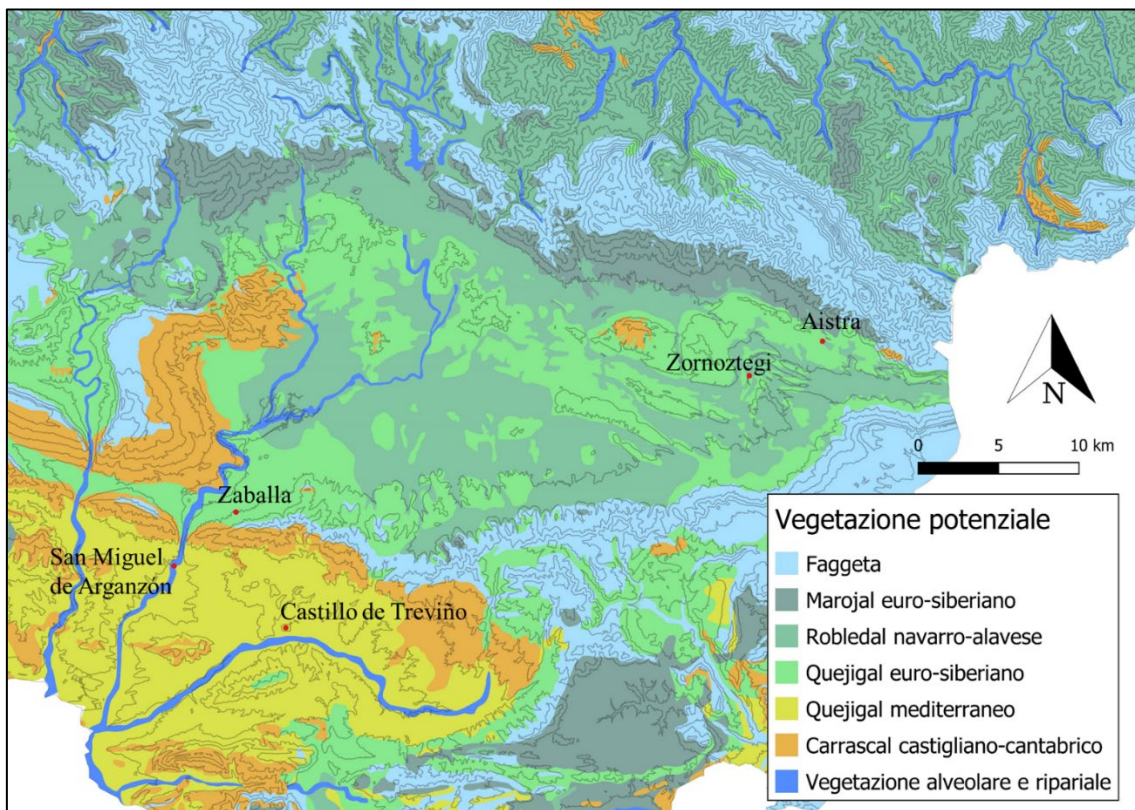 Aistra
Zornoztegi
N
0 5 10 km
Zaballa
San Miguel
de Arganzón
Castillo de Treviño
Vegetazione potenziale
Faggeta
Marojal euro-siberiano
Robledal navarro-alavese
Quejigal euro-siberiano
Quejigal mediterraneo
Carrascal castigliano-cantabrico
Vegetazione alveolare e ripariale